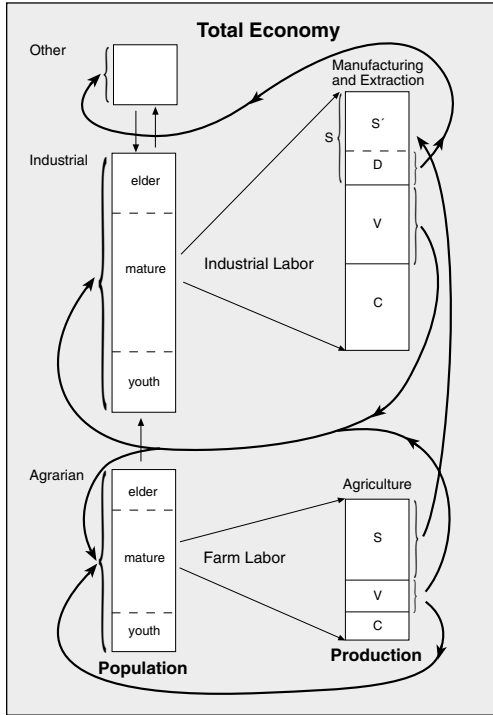 Total Economy
Other
Manufacturing
and Extraction
S
S´
D
V
C
Industrial
elder
mature
youth
Industrial Labor
Agrarian
elder
mature
youth
Farm Labor
Agriculture
S
V
C
Population
Production